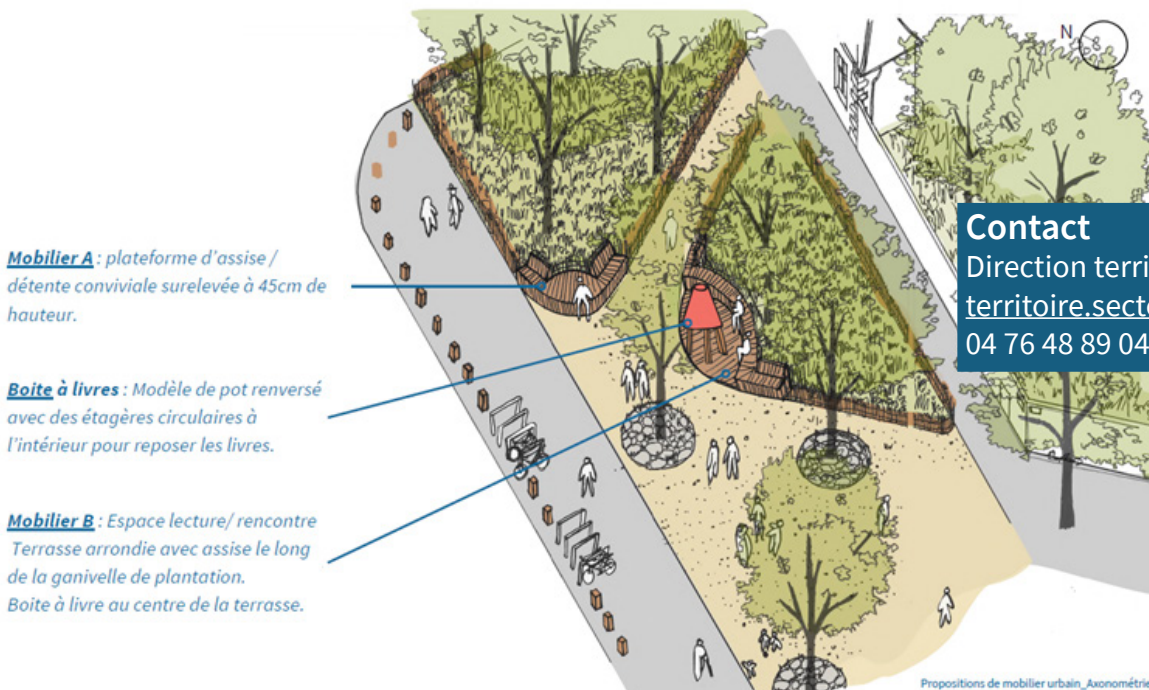 N
Mobilier A : plateforme d'assise /
détente conviviale surelevée à 45cm de
hauteur.
Boite à livres : Modèle de pot renversé
avec des étagères circulaires à
l'intérieur pour reposer les livres.
Mobilier B : Espace lecture/ rencontre
Terrasse arrondie avec assise le long
de la ganivelle de plantation.
Boite à livre au centre de la terrasse.
Contact
Direction terri
territoire.sect
04 76 48 89 04
Propositions de mobilier urbain_Axonométrie